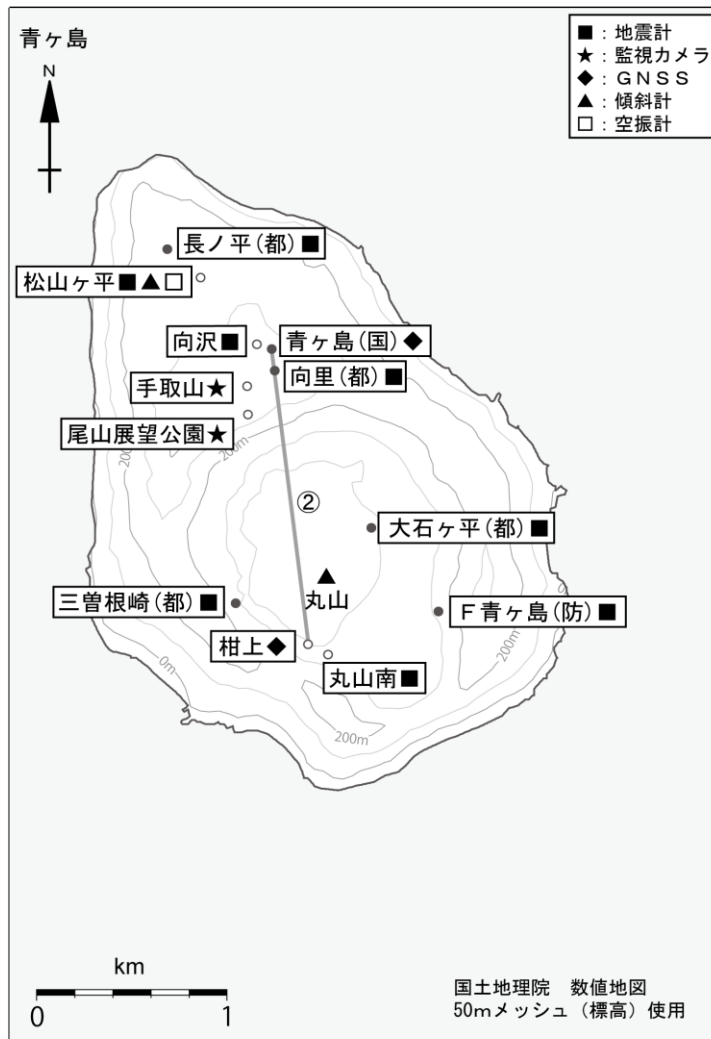 青ヶ島
N
■：地震計
★：監視カメラ
◆：ＧＮＳＳ
▲：傾斜計
□：空振計
長ノ平(都)■
松山ヶ平■▲□
向沢■
青ヶ島(国)◆
向里(都)■
手取山★
尾山展望公園★
200m
200m
②
大石ヶ平(都)■
丸山
三曽根崎(都)■
Ｆ青ヶ島(防)■
0m
200m
柑上◆
丸山南■
0m
200m
km
0 1
国土地理院　数値地図
50mメッシュ（標高）使用